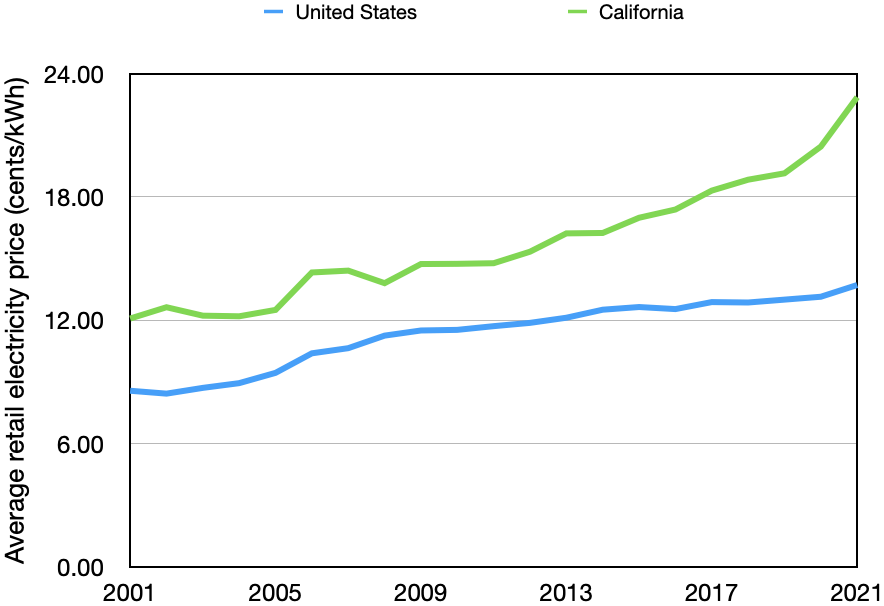 United States California
24.00
18.00
12.00
6.00
0.00
Average retail electricity price (cents/kWh)
2001 2005 2009 2013 2017 2021